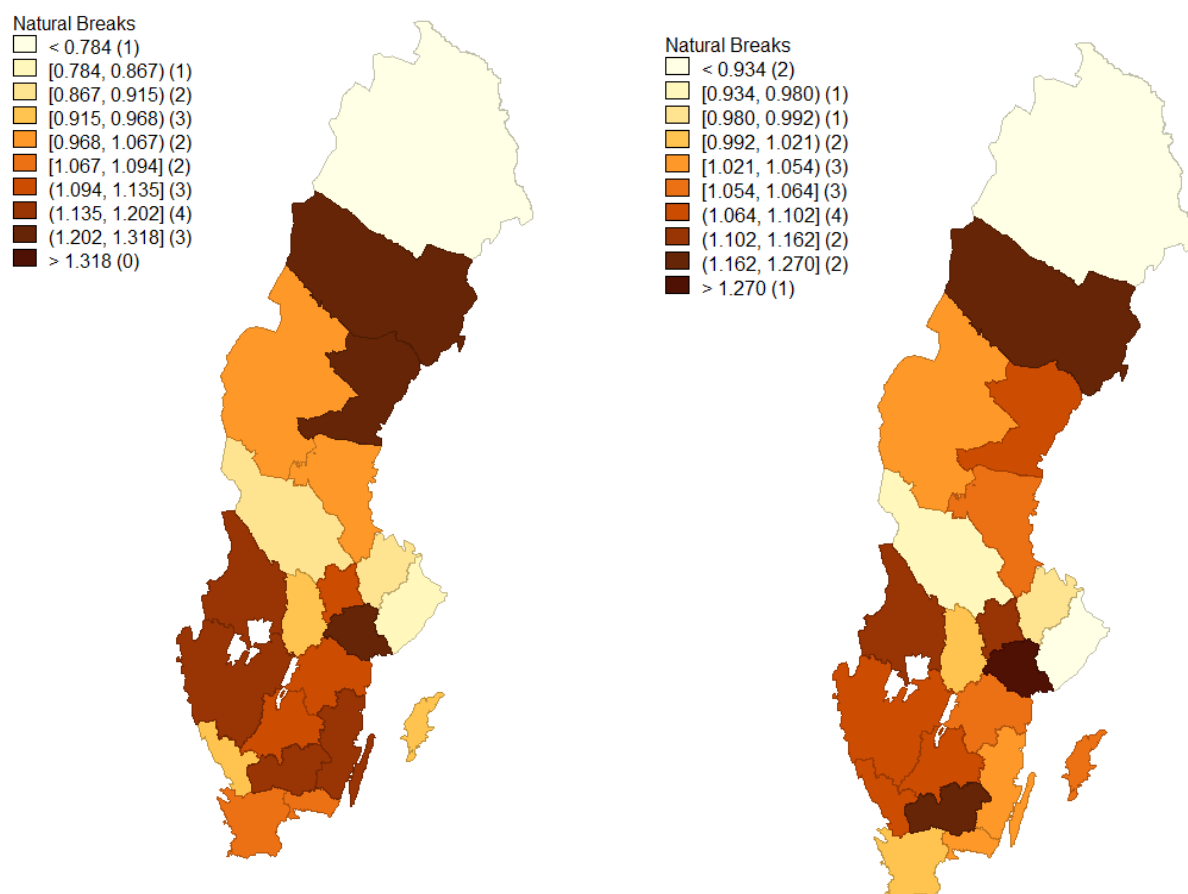 Natural Breaks
< 0.784 (1)
[0.784, 0.867) (1)
[0.867, 0.915) (2)
[0.915, 0.968) (3)
[0.968, 1.067) (2)
[1.067, 1.094] (2)
(1.094, 1.135] (3)
(1.135, 1.202] (4)
(1.202, 1.318] (3)
> 1.318 (0)
Natural Breaks
< 0.934 (2)
[0.934, 0.980) (1)
[0.980, 0.992) (1)
[0.992, 1.021) (2)
[1.021, 1.054) (3)
[1.054, 1.064] (3)
(1.064, 1.102] (4)
(1.102, 1.162] (2)
(1.162, 1.270] (2)
> 1.270 (1)